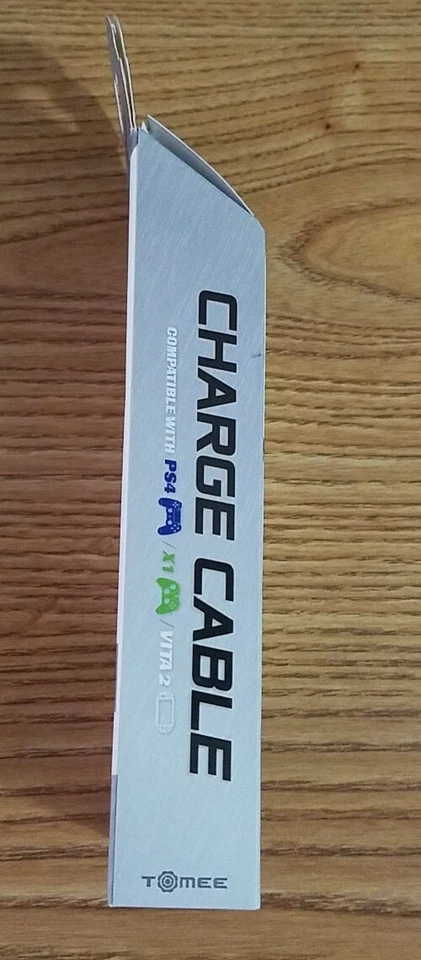 CHARGE CABLE
COMPATIBLE WITH PS4 / X1 / VITA 2
TOMEE